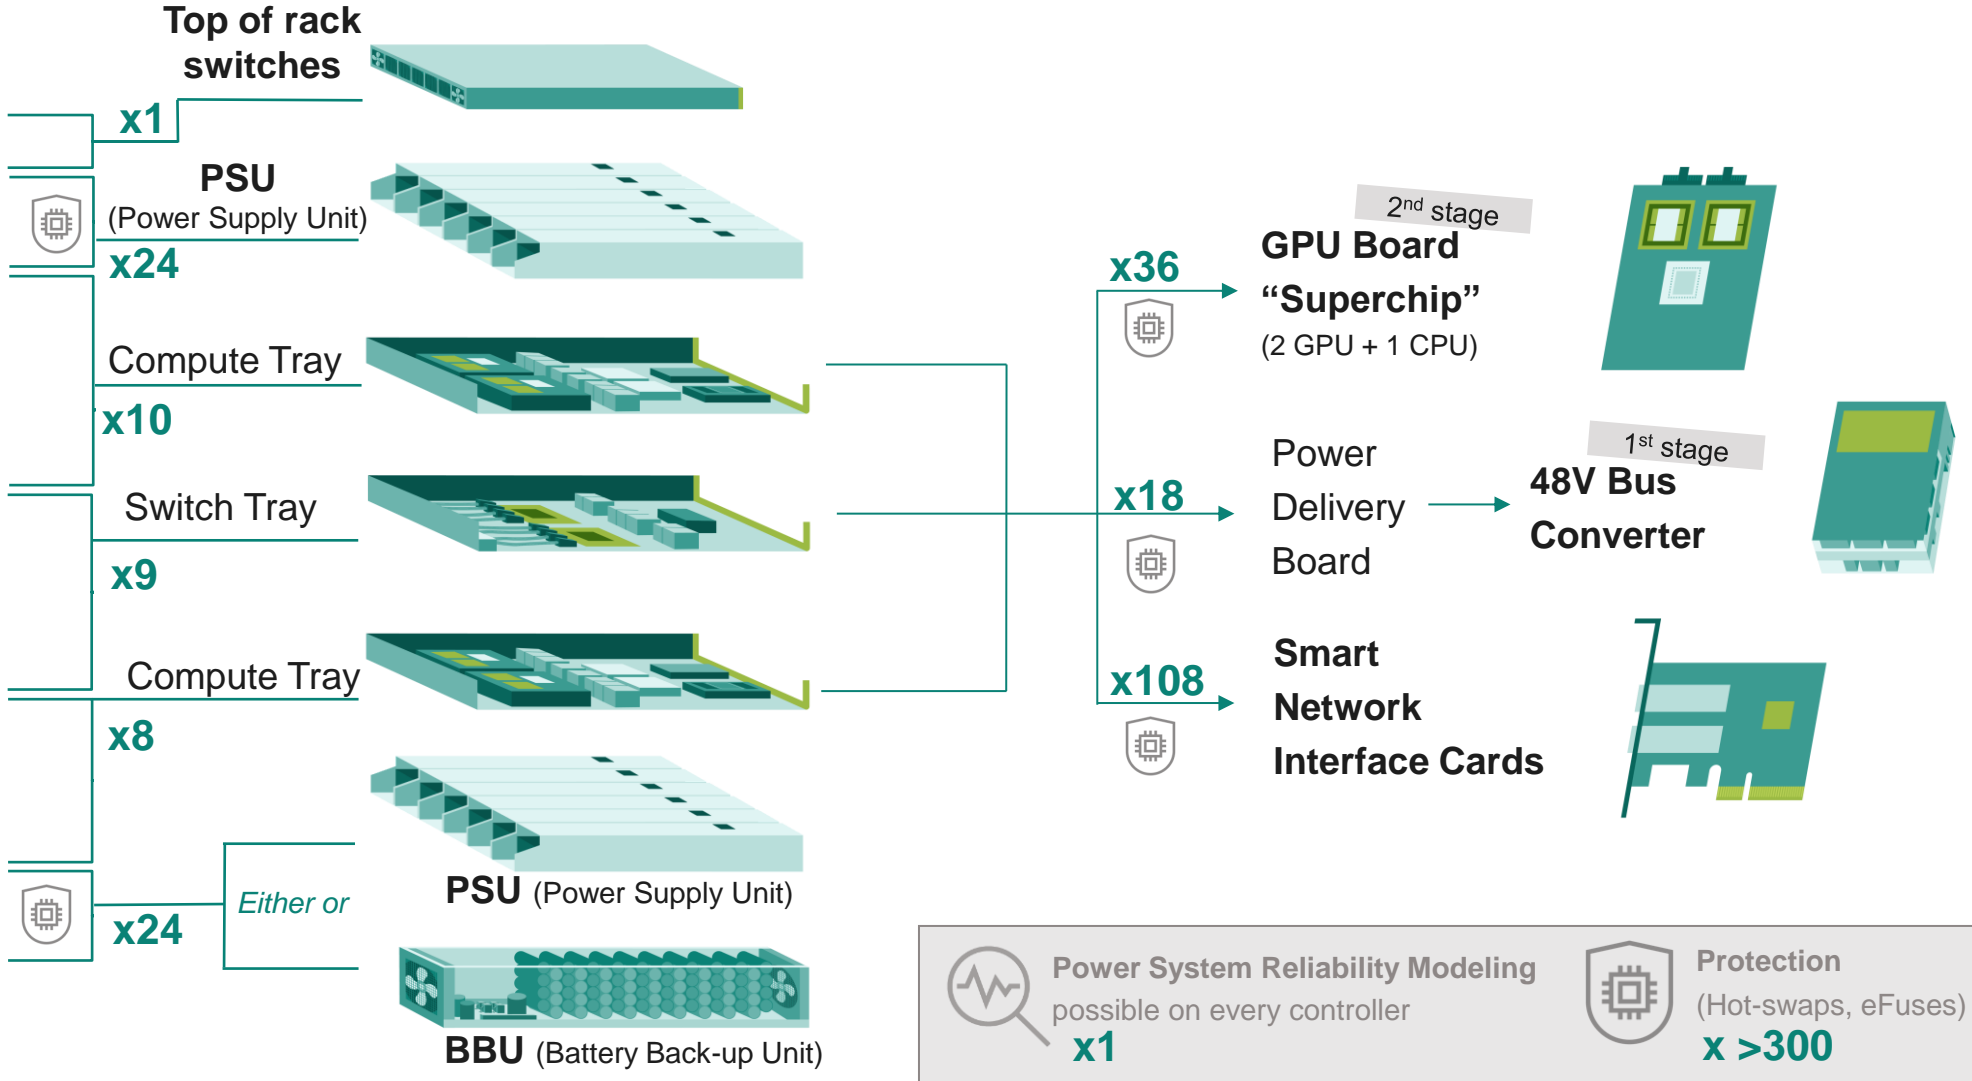 Top of rack
switches
x1
PSU
(Power Supply Unit)
x24
Compute Tray
x10
Switch Tray
x9
Compute Tray
x8
PSU (Power Supply Unit)
Either or
x24
BBU (Battery Back-up Unit)
2nd stage
x36
GPU Board
“Superchip”
(2 GPU + 1 CPU)
x18
Power
Delivery
Board
1st stage
48V Bus
Converter
x108
Smart
Network
Interface Cards
Power System Reliability Modeling
possible on every controller
x1
Protection
(Hot-swaps, eFuses)
x >300